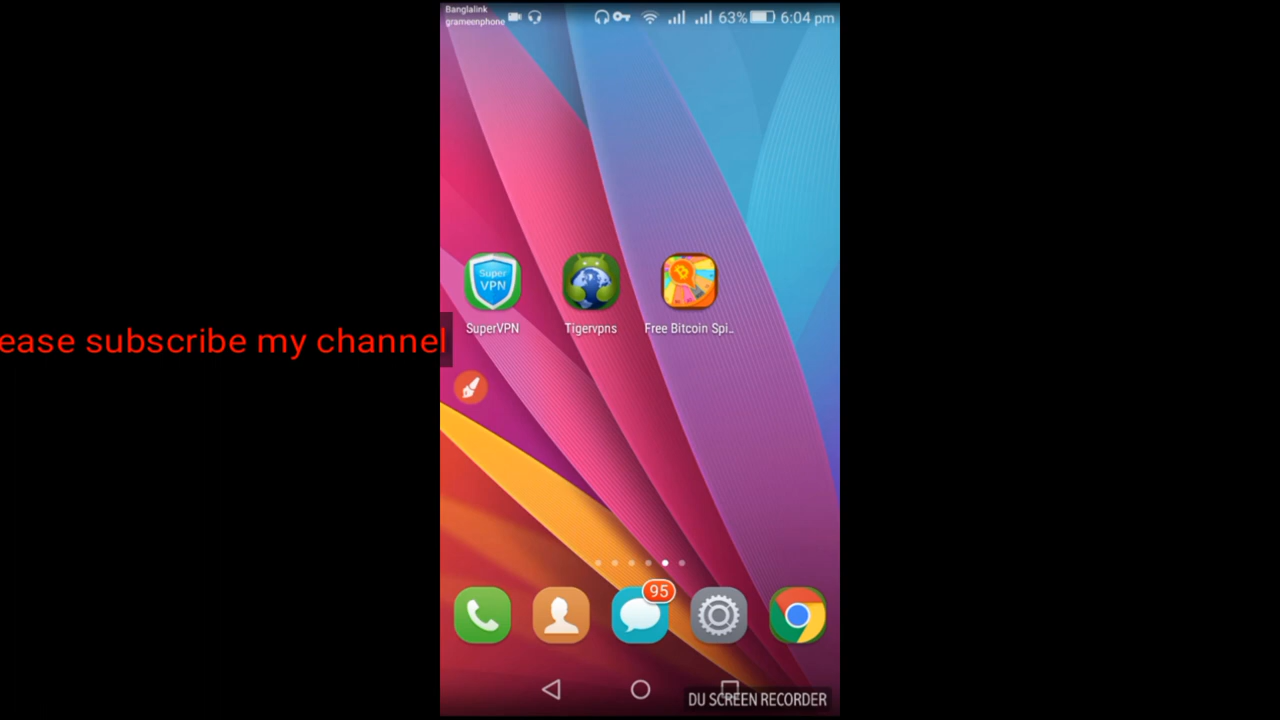 Banglalink
grameenphone
63% 6:04 pm
Super
VPN
SuperVPN
Tigervpns
Free Bitcoin Spi..
ease subscribe my channel
95
DU SCREEN RECORDER